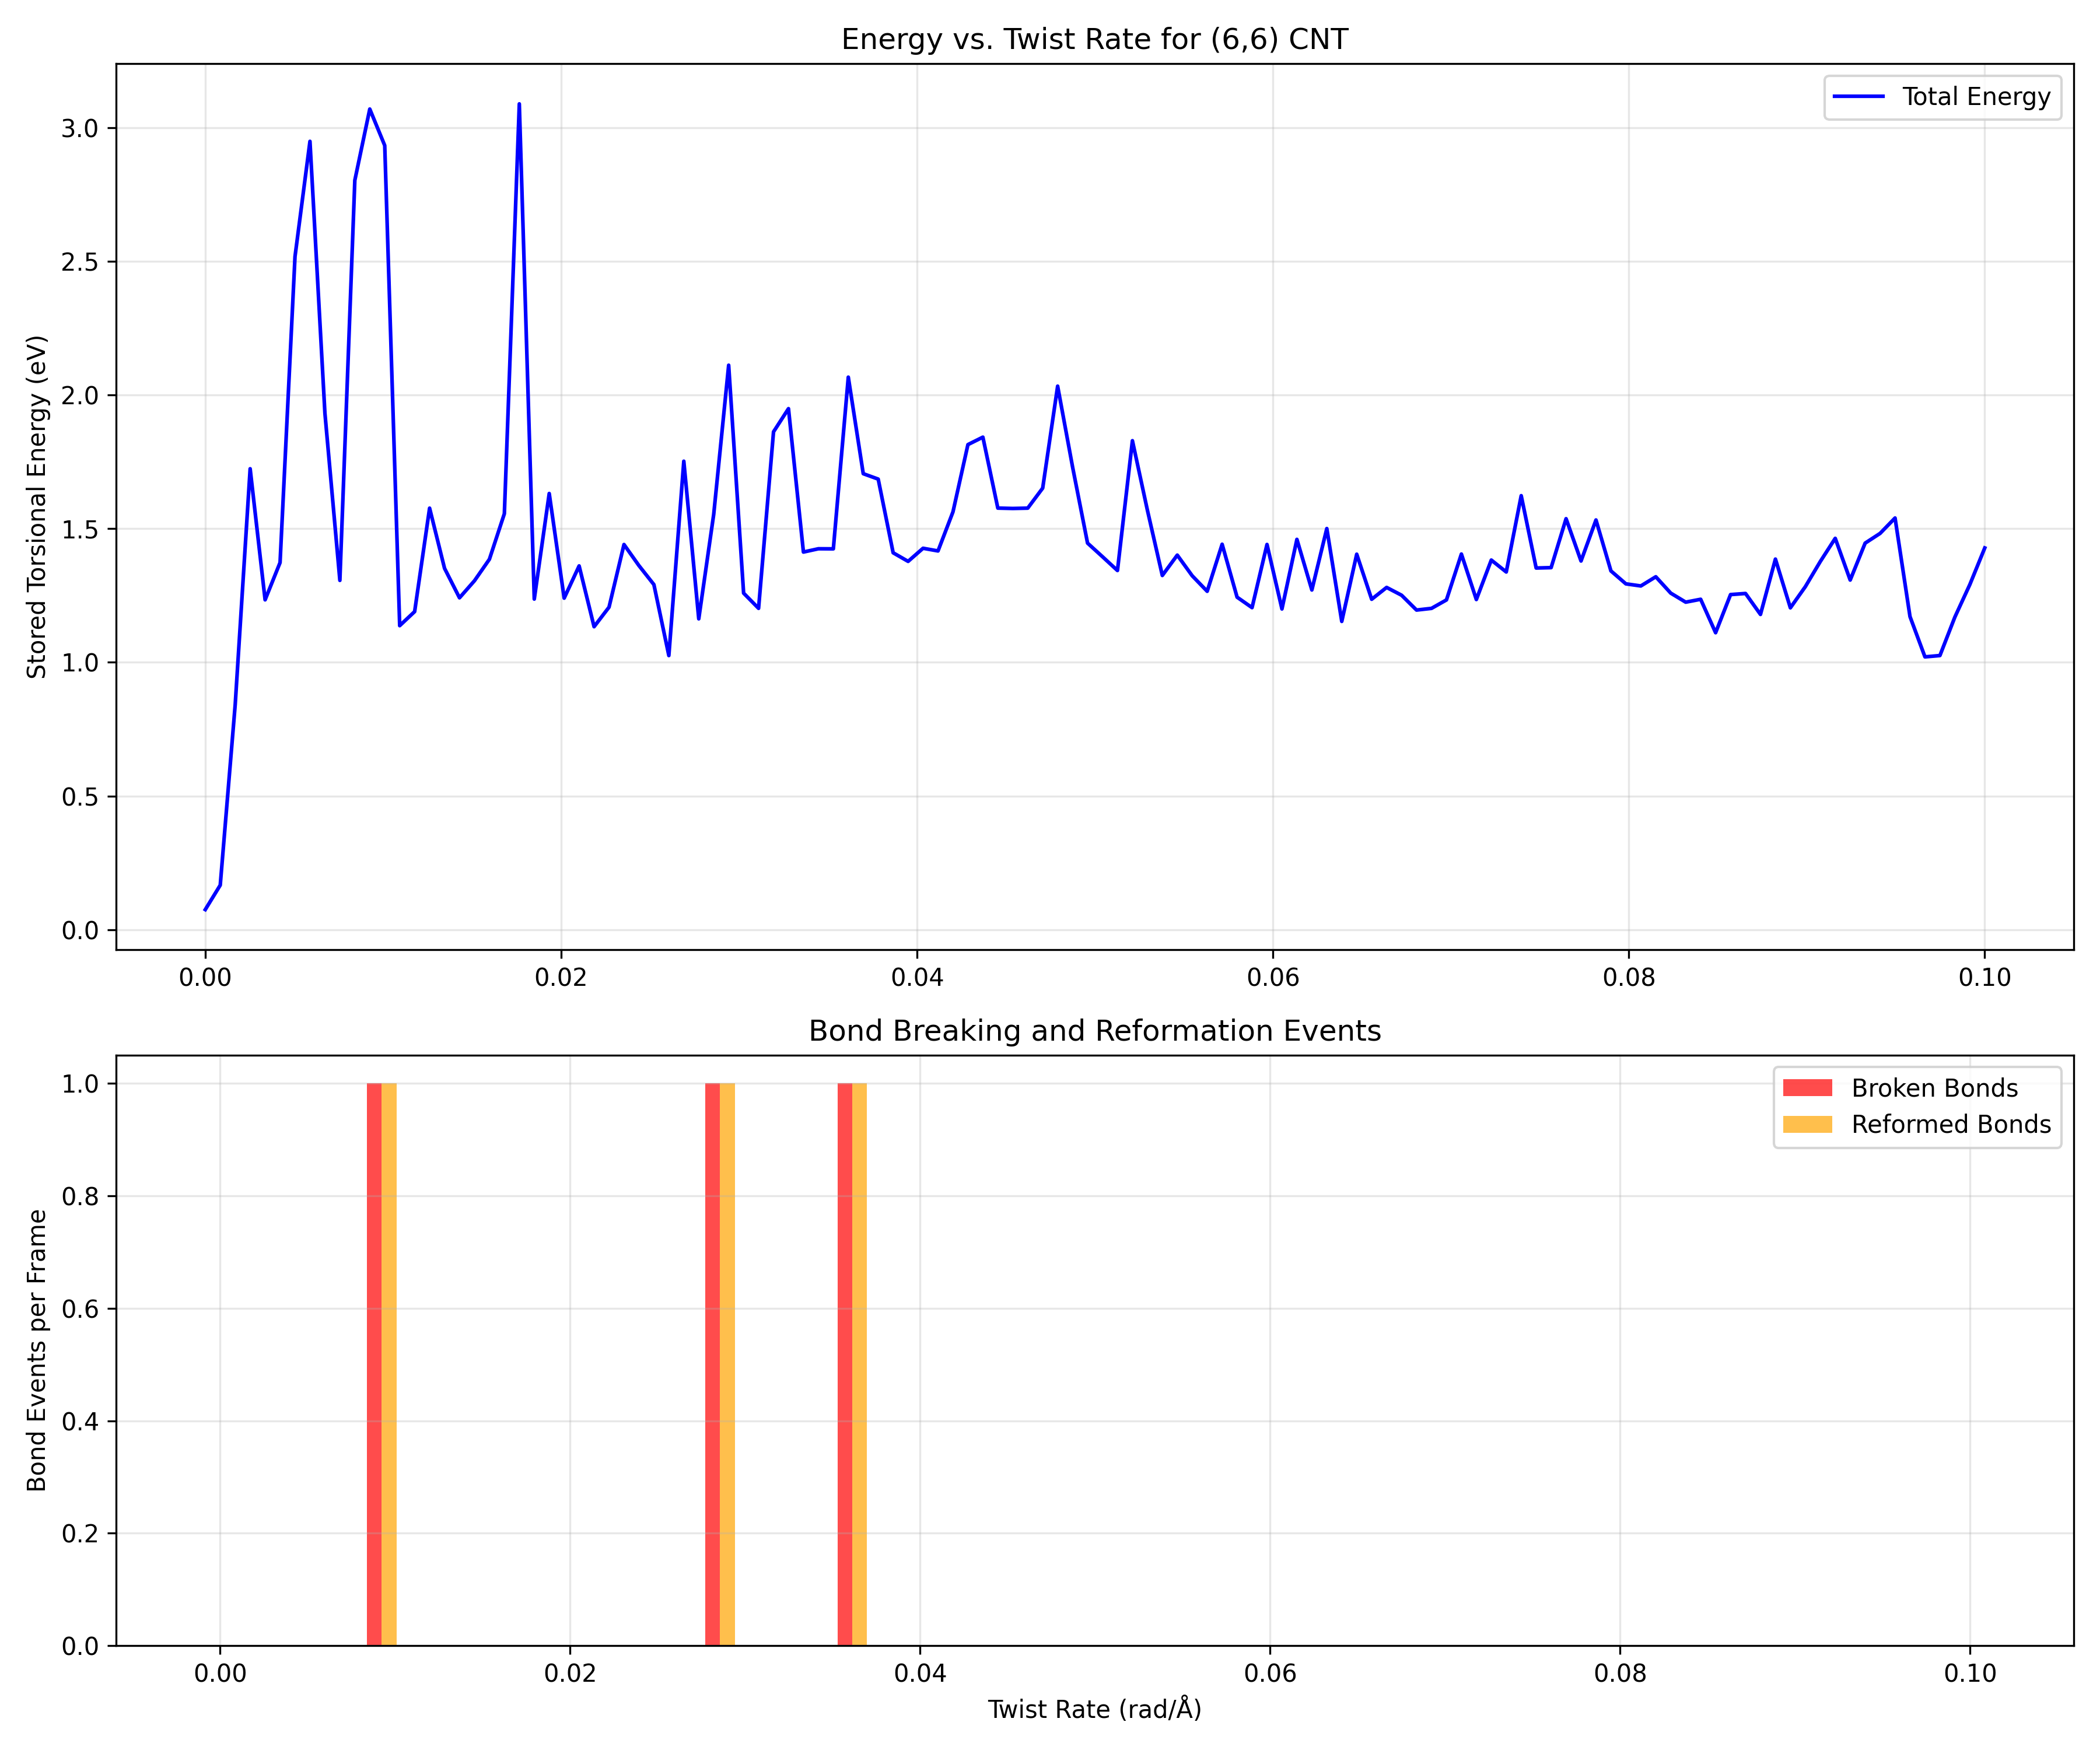 Energy vs. Twist Rate for (6,6) CNT
Total Energy
Stored Torsional Energy (eV)
3.0
2.5
2.0
1.5
1.0
0.5
0.0
0.00 0.02 0.04 0.06 0.08 0.10
Bond Breaking and Reformation Events
Broken Bonds
Reformed Bonds
Bond Events per Frame
1.0
0.8
0.6
0.4
0.2
0.0
0.00 0.02 0.04 0.06 0.08 0.10
Twist Rate (rad/Å)